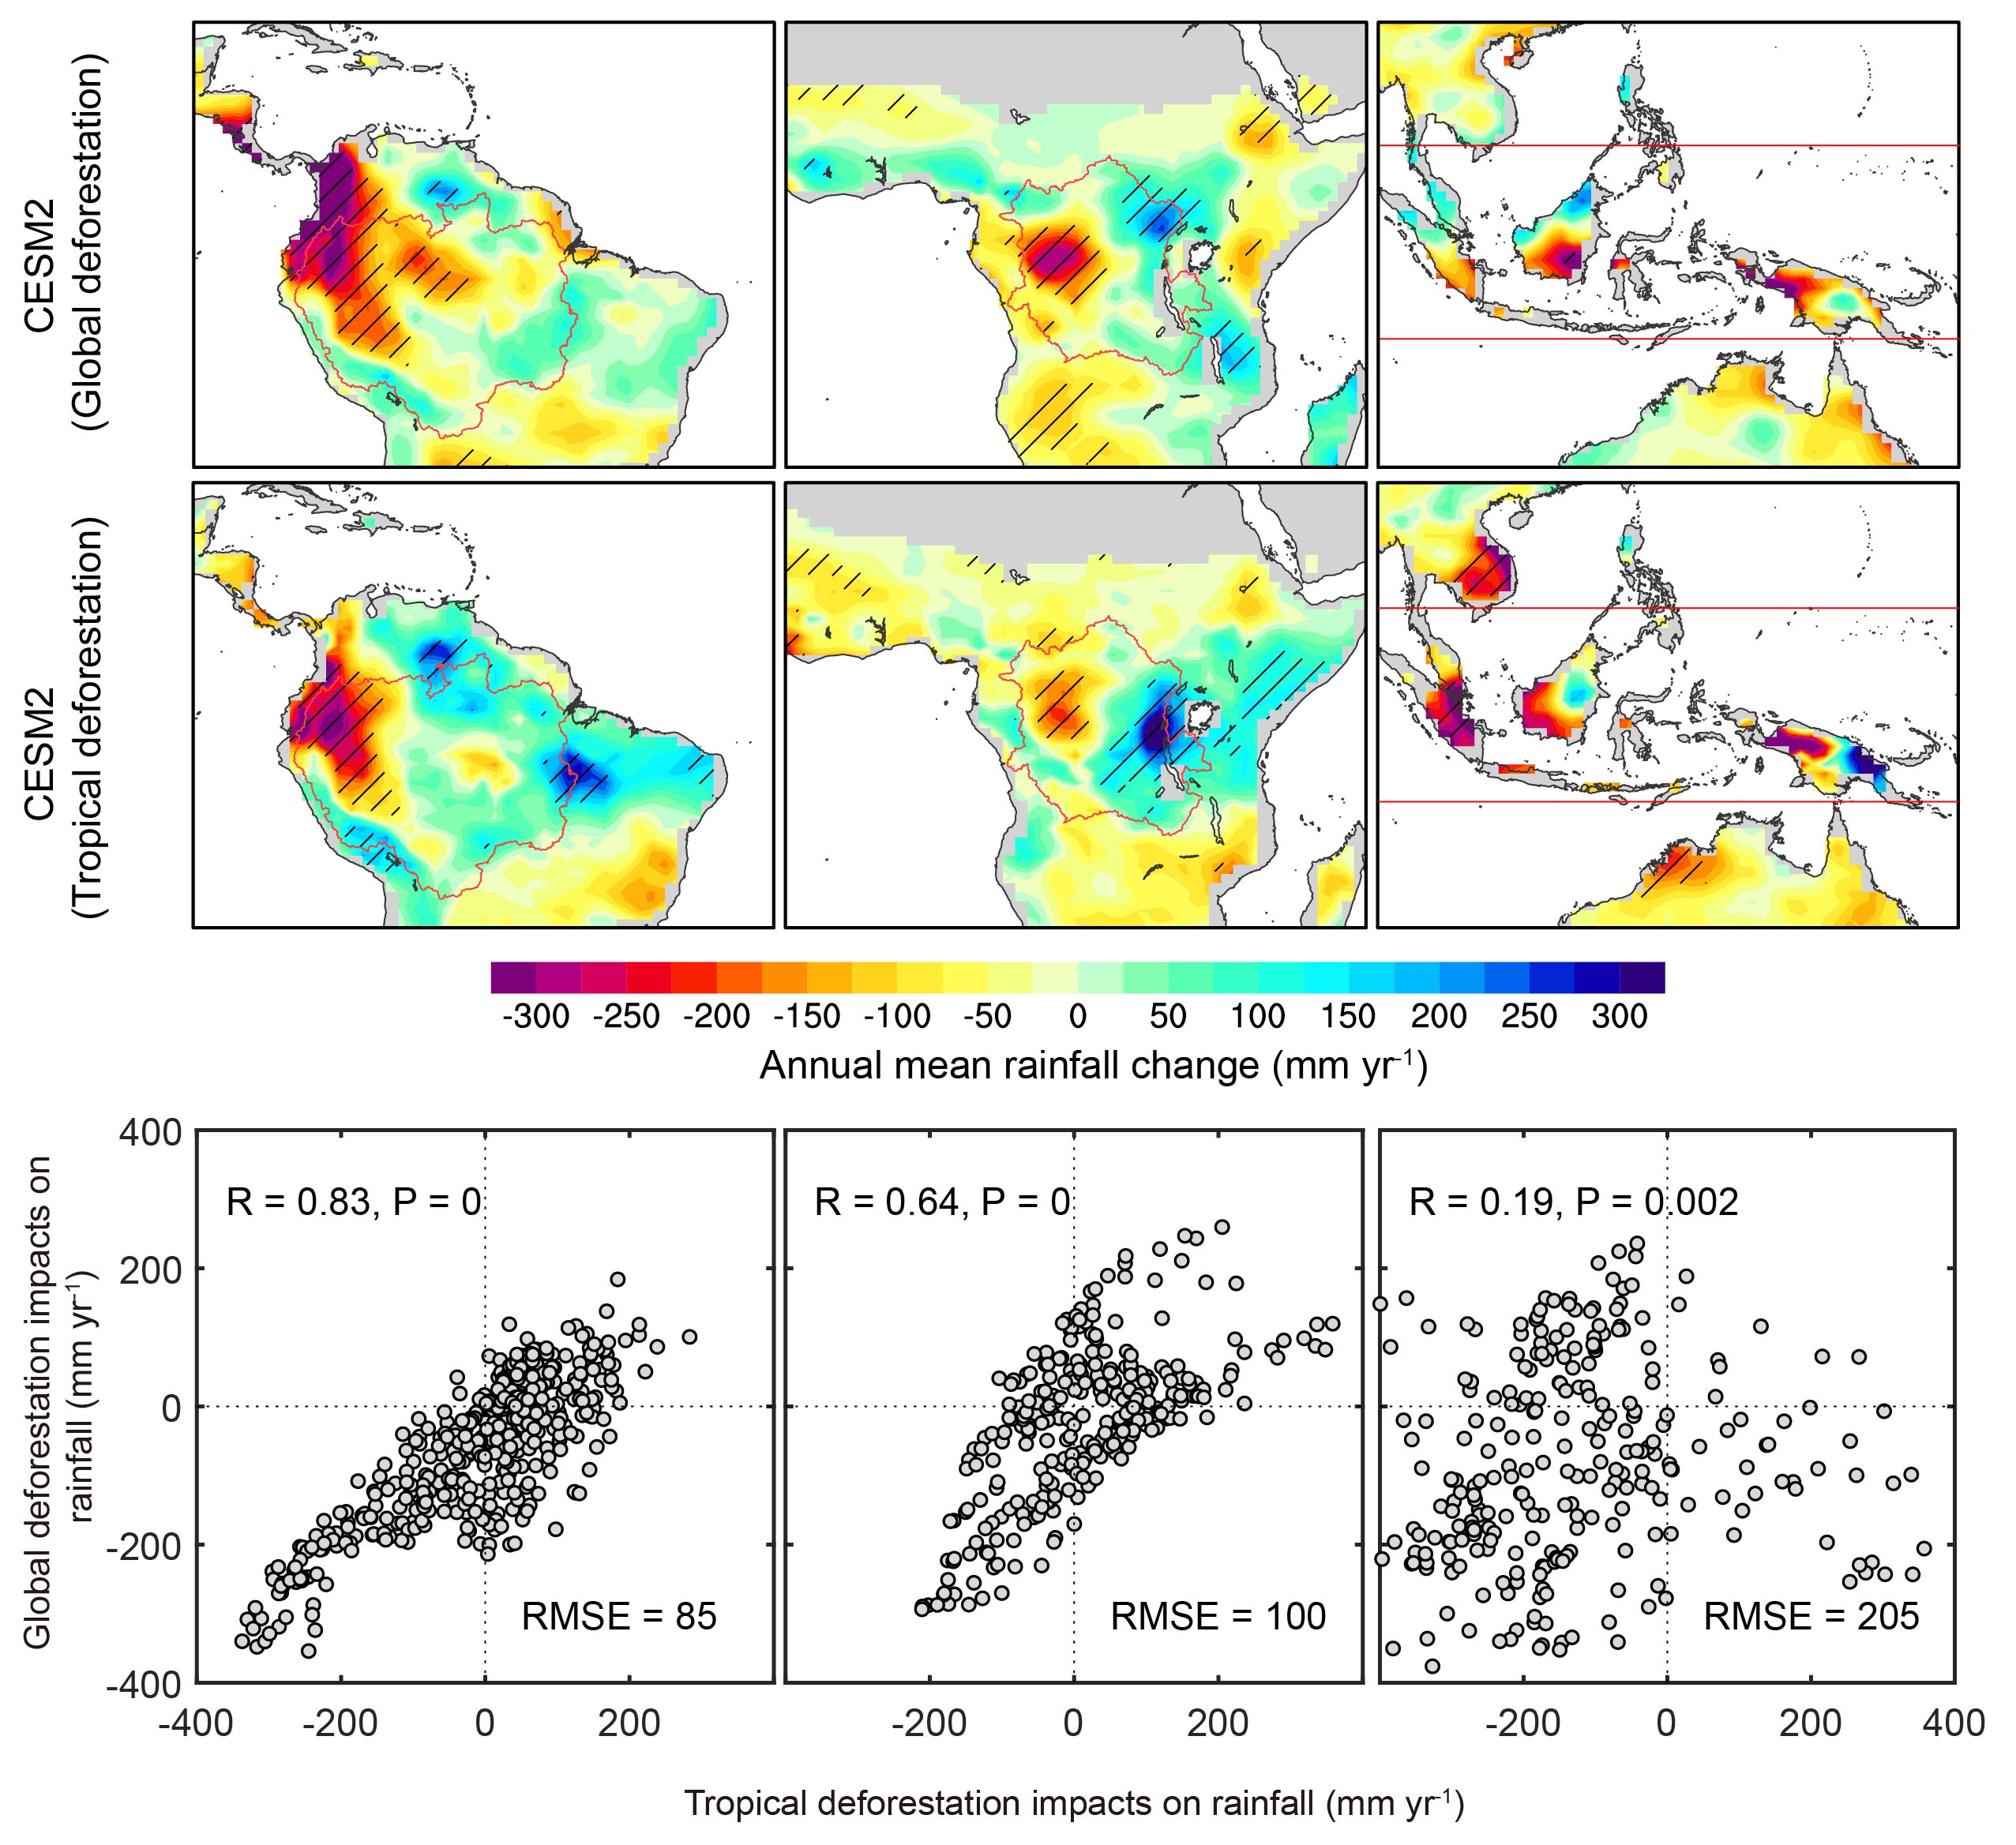 CESM2
(Global deforestation)
CESM2
(Tropical deforestation)
-300 -250 -200 -150 -100 -50 0 50 100 150 200 250 300
Annual mean rainfall change (mm yr-1)
Global deforestation impacts on
rainfall (mm yr-1)
400
200
0
-200
-400
R = 0.83, P = 0
RMSE = 85
R = 0.64, P = 0
RMSE = 100
R = 0.19, P = 0.002
RMSE = 205
-400 -200 0 200 -200 0 200 -200 0 200 400
Tropical deforestation impacts on rainfall (mm yr-1)